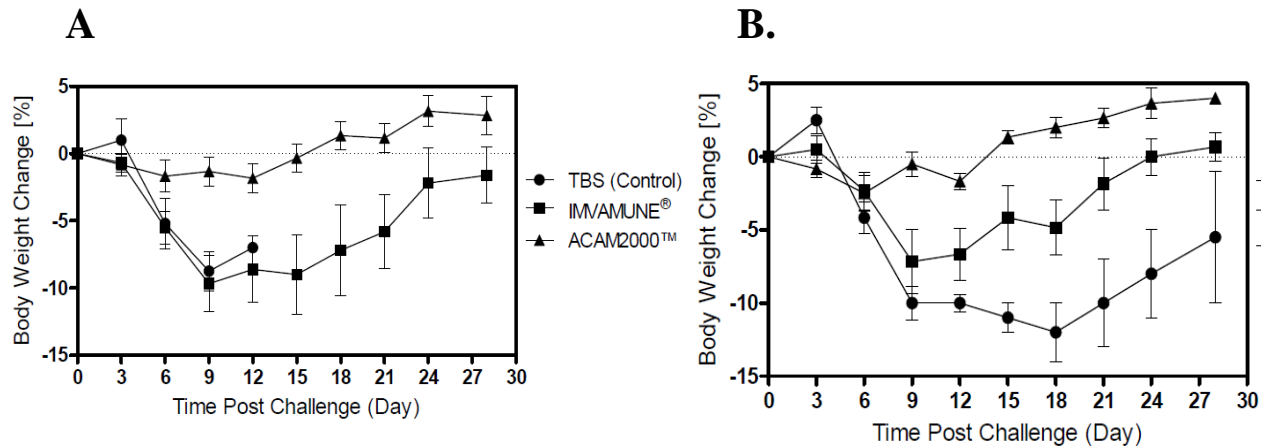 A
B.
Body Weight Change [%]
5
0
-5
-10
-15
0 3 6 9 12 15 18 21 24 27 30
Time Post Challenge (Day)
TBS (Control)
IMVAMUNE®
ACAM2000™
Body Weight Change [%]
5
0
-5
-10
-15
0 3 6 9 12 15 18 21 24 27 30
Time Post Challenge (Day)